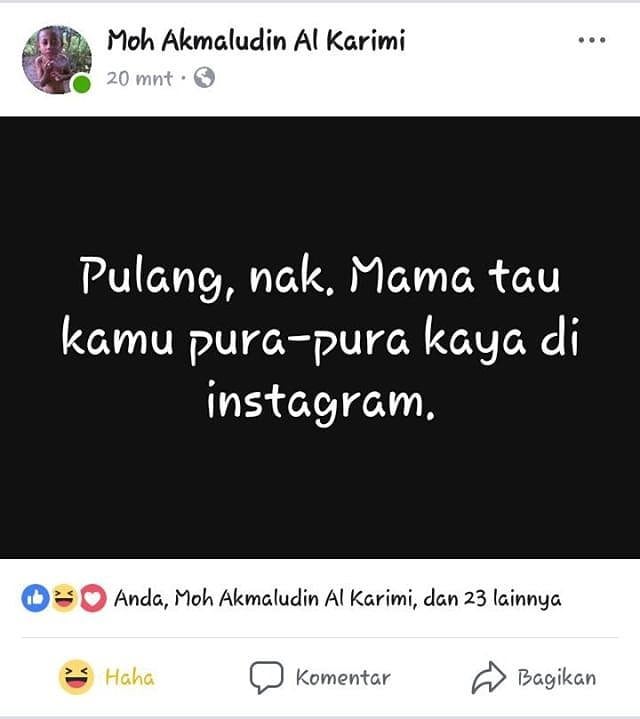 Moh Akmaludin Al Karimi
20 mnt
Pulang, nak. Mama tau
kamu pura-pura kaya di
instagram.
Anda, Moh Akmaludin Al Karimi, dan 23 lainnya
Haha Komentar Bagikan